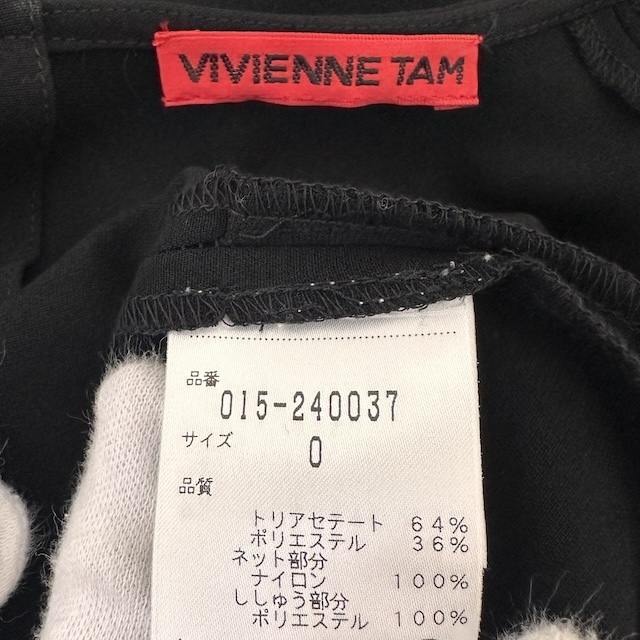 VIVIENNE TAM
品番
015-240037
サイズ
0
品質
トリアセテート 64%
ポリエステル 36%
ネット部分
ナイロン 100%
ししゅう部分
ポリエステル 100%